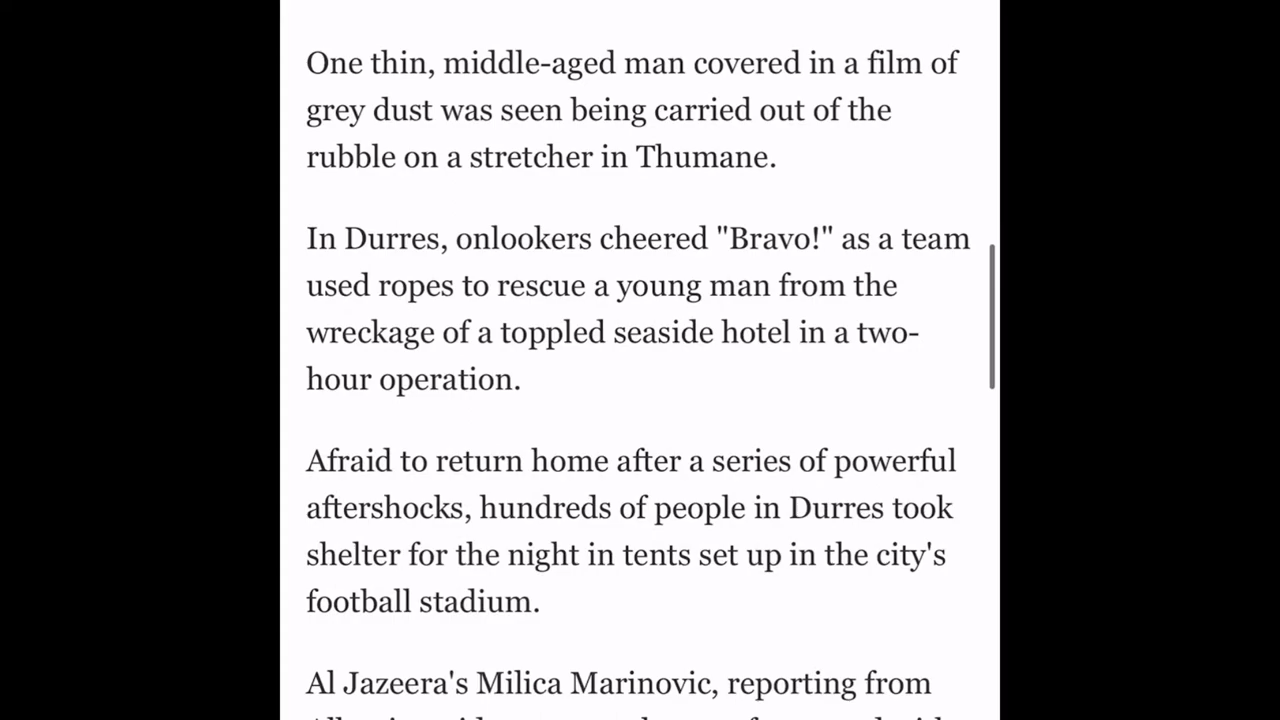 One thin, middle-aged man covered in a film of
grey dust was seen being carried out of the
rubble on a stretcher in Thumane.
In Durres, onlookers cheered "Bravo!" as a team
used ropes to rescue a young man from the
wreckage of a toppled seaside hotel in a two-
hour operation.
Afraid to return home after a series of powerful
aftershocks, hundreds of people in Durres took
shelter for the night in tents set up in the city's
football stadium.
Al Jazeera's Milica Marinovic, reporting from